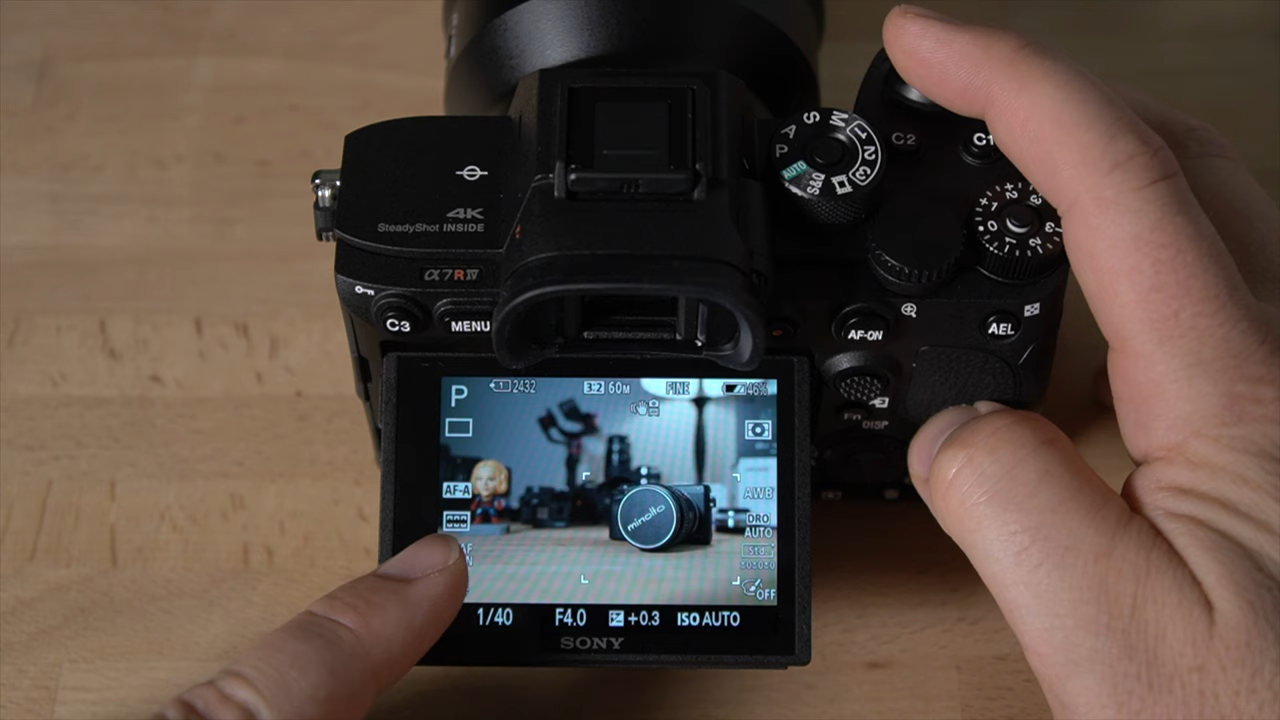 M
S
A
P
AUTO
S&Q
1
2
3
C2
C1
4K
SteadyShot INSIDE
α7RIV
C3
MENU
AF-ON
AEL
Fn
DISP
P
1 2432
3:2 60M
FINE
46%
AF-A
AWB
DRO
AUTO
Std.
OFF
minolta
1/40
F4.0
+0.3
ISO AUTO
SONY